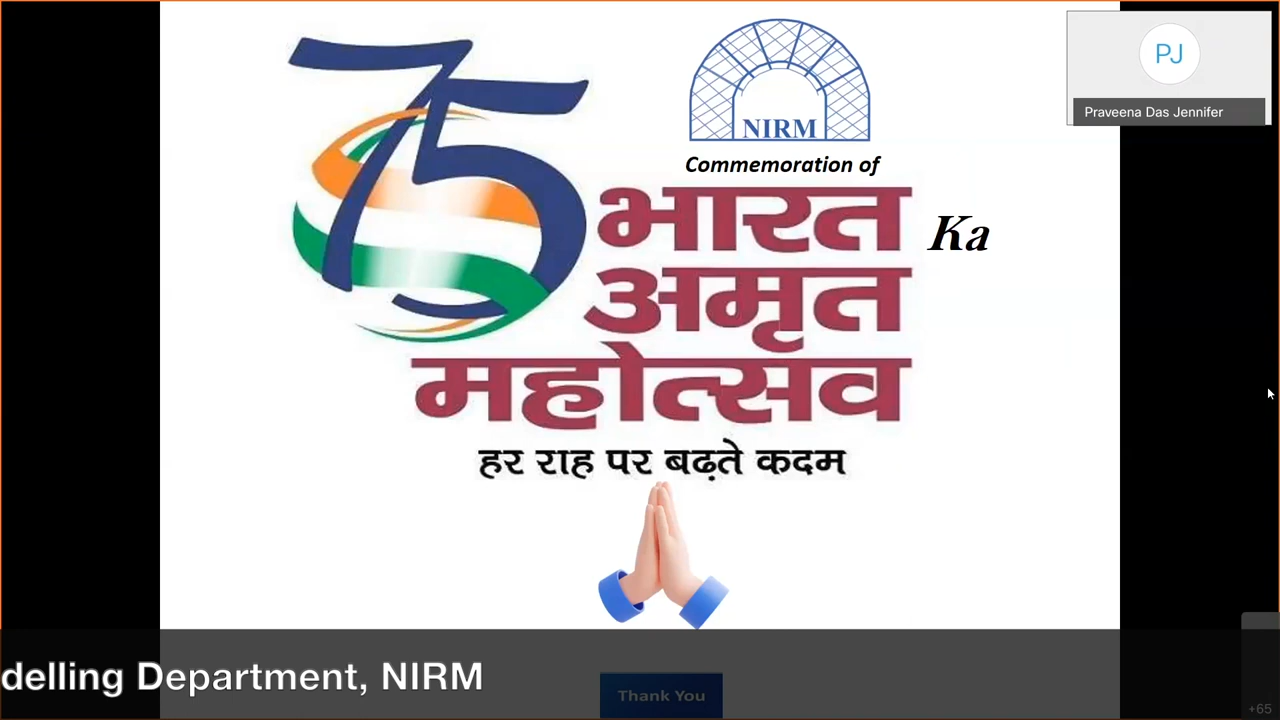 75
NIRM
Commemoration of
भारत Ka
अमृत
महोत्सव
हर राह पर बढ़ते कदम
PJ
Praveena Das Jennifer
delling Department, NIRM
Thank You
+65